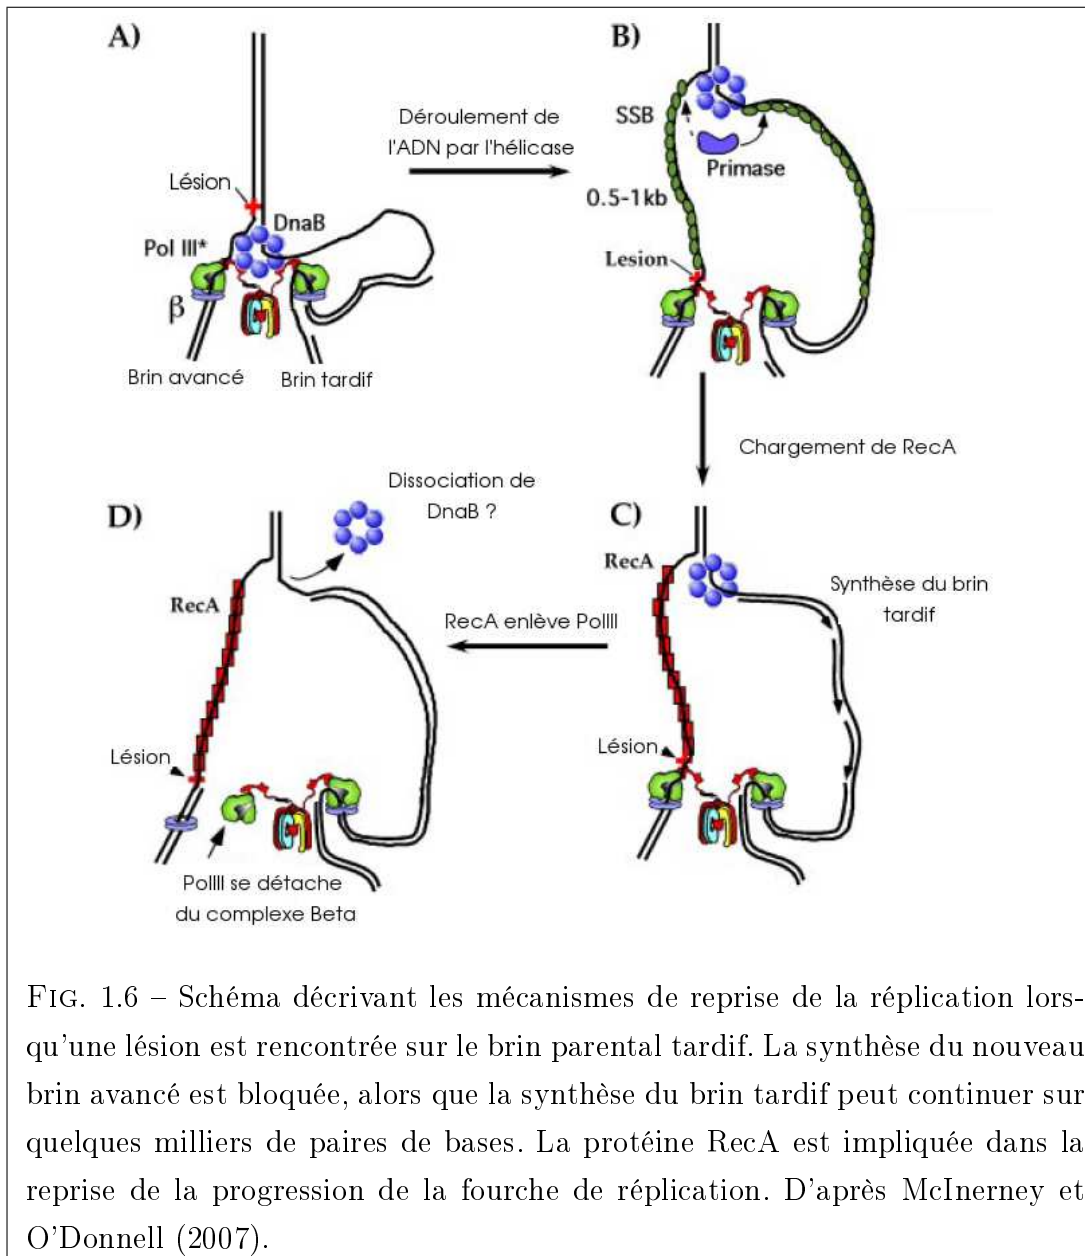 A)
Lésion
DnaB
Pol III*
β
Brin avancé
Brin tardif
Déroulement de
l'ADN par l'hélicase
B)
SSB
Primase
0.5-1kb
Lesion
Chargement de RecA
C)
RecA
Synthèse du brin
tardif
Lésion
RecA enlève PolIII
D)
Dissociation de
DnaB ?
RecA
Lésion
PolIII se détache
du complexe Beta
FIG. 1.6 – Schéma décrivant les mécanismes de reprise de la réplication lors-
qu'une lésion est rencontrée sur le brin parental tardif. La synthèse du nouveau
brin avancé est bloquée, alors que la synthèse du brin tardif peut continuer sur
quelques milliers de paires de bases. La protéine RecA est impliquée dans la
reprise de la progression de la fourche de réplication. D'après McInerney et
O'Donnell (2007).